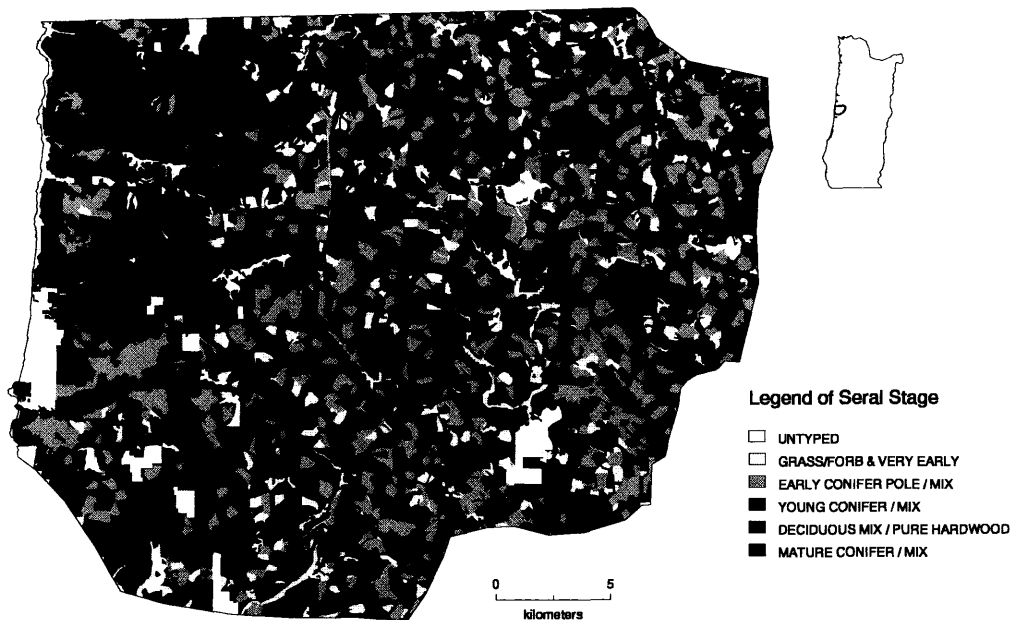 Legend of Seral Stage
UNTYPED
GRASS/FORB & VERY EARLY
EARLY CONIFER POLE / MIX
YOUNG CONIFER / MIX
DECIDUOUS MIX / PURE HARDWOOD
MATURE CONIFER / MIX
0 5
kilometers